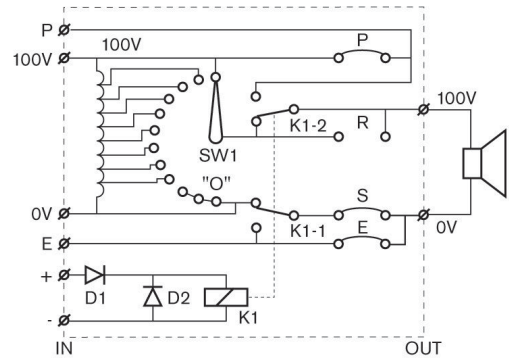 P
100V
100V
P
100V
K1-2
R
SW1
"O"
S
0V
K1-1
E
0V
E
+
D1
D2
K1
-
IN
OUT